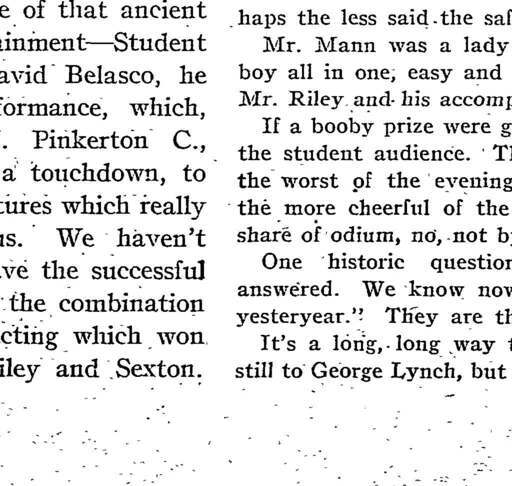 e of that ancient
ainment—Student
avid Belasco, he
formance, which,
. Pinkerton C.,
a touchdown, to
tures which really
us. We haven't
ave the successful
the combination
cting which won
iley and Sexton.
haps the less said the saf
Mr. Mann was a lady
boy all in one, easy and
Mr. Riley and his accomp
If a booby prize were g
the student audience. Th
the worst of the evening
the more cheerful of the
share of odium, no, not b
One historic question
answered. We know now
yesteryear." They are th
It's a long, long way t
still to George Lynch, but